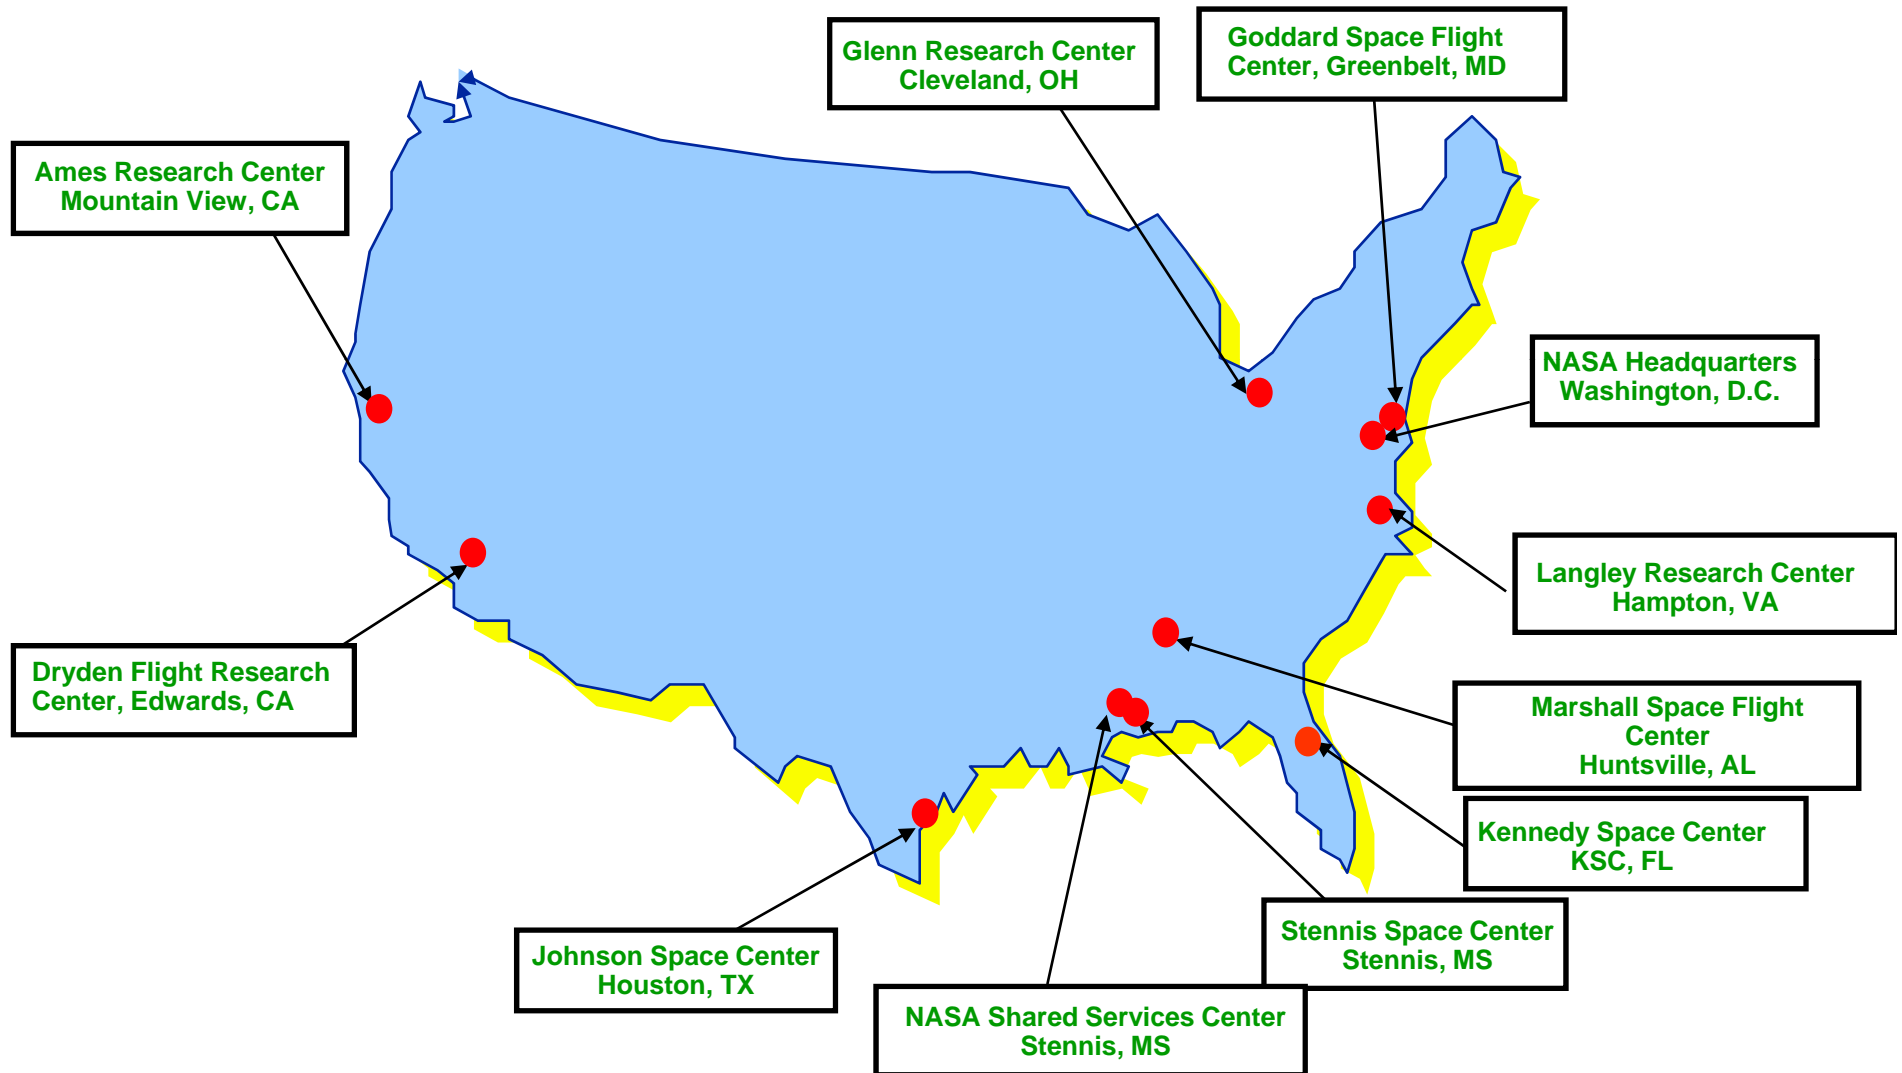 Glenn Research Center
Cleveland, OH
Goddard Space Flight
Center, Greenbelt, MD
Ames Research Center
Mountain View, CA
NASA Headquarters
Washington, D.C.
Langley Research Center
Hampton, VA
Dryden Flight Research
Center, Edwards, CA
Marshall Space Flight
Center
Huntsville, AL
Kennedy Space Center
KSC, FL
Stennis Space Center
Stennis, MS
Johnson Space Center
Houston, TX
NASA Shared Services Center
Stennis, MS